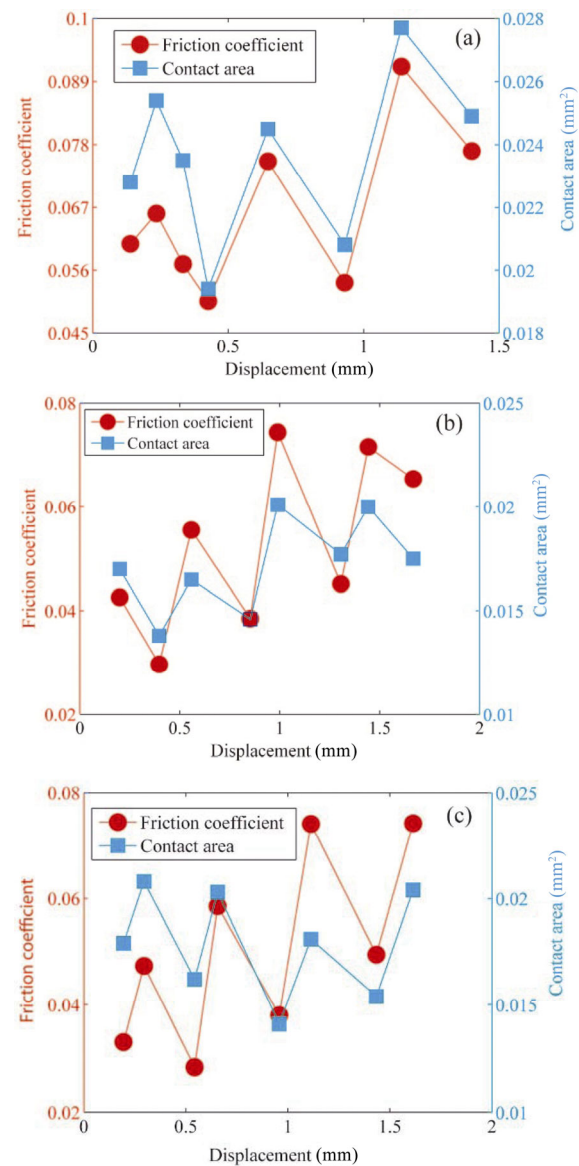 (a)
Friction coefficient
Contact area
0.1
0.089
0.078
0.067
0.056
0.045
Friction coefficient
0.028
0.026
0.024
0.022
0.02
0.018
Contact area (mm²)
0 0.5 1 1.5
Displacement (mm)
(b)
Friction coefficient
Contact area
0.08
0.06
0.04
0.02
Friction coefficient
0.025
0.02
0.015
0.01
Contact area (mm²)
0 0.5 1 1.5 2
Displacement (mm)
(c)
Friction coefficient
Contact area
0.08
0.06
0.04
0.02
Friction coefficient
0.025
0.02
0.015
0.01
Contact area (mm²)
0 0.5 1 1.5 2
Displacement (mm)